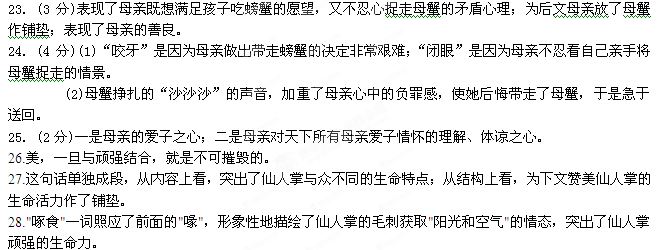 23. (3 分)表现了母亲既想满足孩子吃螃蟹的愿望，又不忍心捉走母蟹的矛盾心理；为后文母亲放了母蟹
作铺垫；表现了母亲的善良。
24. (4 分)(1)“咬牙”是因为母亲做出带走螃蟹的决定非常艰难；“闭眼”是因为母亲不忍看自己亲手将
母蟹捉走的情景。
(2)母蟹挣扎的“沙沙沙”的声音，加重了母亲心中的负罪感，使她后悔带走了母蟹，于是急于
送回。
25. (2分)一是母亲的爱子之心；二是母亲对天下所有母亲爱子情怀的理解、体谅之心。
26.美，一旦与顽强结合，就是不可摧毁的。
27.这句话单独成段，从内容上看，突出了仙人掌与众不同的生命特点；从结构上看，为下文赞美仙人掌的
生命活力作了铺垫。
28."啄食"一词照应了前面的"喙"，形象性地描绘了仙人掌的毛刺获取"阳光和空气"的情态，突出了仙人掌
顽强的生命力。